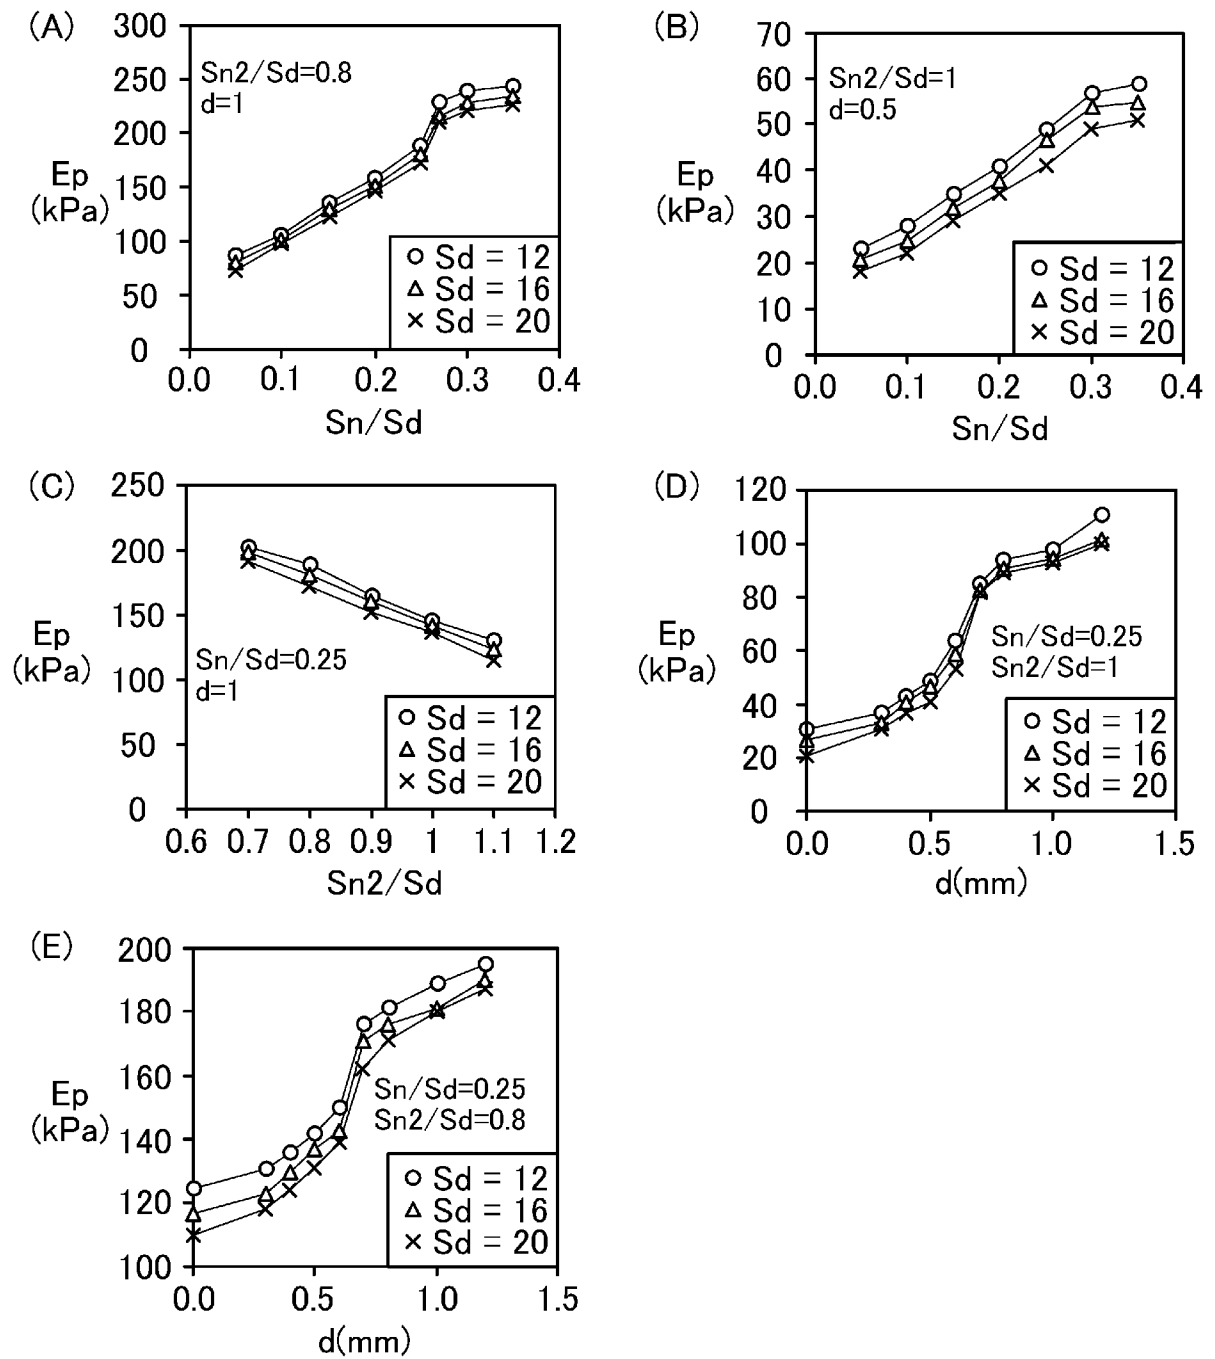 (A)
300
250
200
150
100
50
0
Ep
(kPa)
Sn2/Sd=0.8
d=1
Sd = 12
Sd = 16
Sd = 20
0.0 0.1 0.2 0.3 0.4
Sn/Sd
(B)
70
60
50
40
30
20
10
0
Ep
(kPa)
Sn2/Sd=1
d=0.5
Sd = 12
Sd = 16
Sd = 20
0.0 0.1 0.2 0.3 0.4
Sn/Sd
(C)
250
200
150
100
50
0
Ep
(kPa)
Sn/Sd=0.25
d=1
Sd = 12
Sd = 16
Sd = 20
0.6 0.7 0.8 0.9 1 1.1 1.2
Sn2/Sd
(D)
120
100
80
60
40
20
0
Ep
(kPa)
Sn/Sd=0.25
Sn2/Sd=1
Sd = 12
Sd = 16
Sd = 20
0.0 0.5 1.0 1.5
d(mm)
(E)
200
180
160
140
120
100
Ep
(kPa)
Sn/Sd=0.25
Sn2/Sd=0.8
Sd = 12
Sd = 16
Sd = 20
0.0 0.5 1.0 1.5
d(mm)